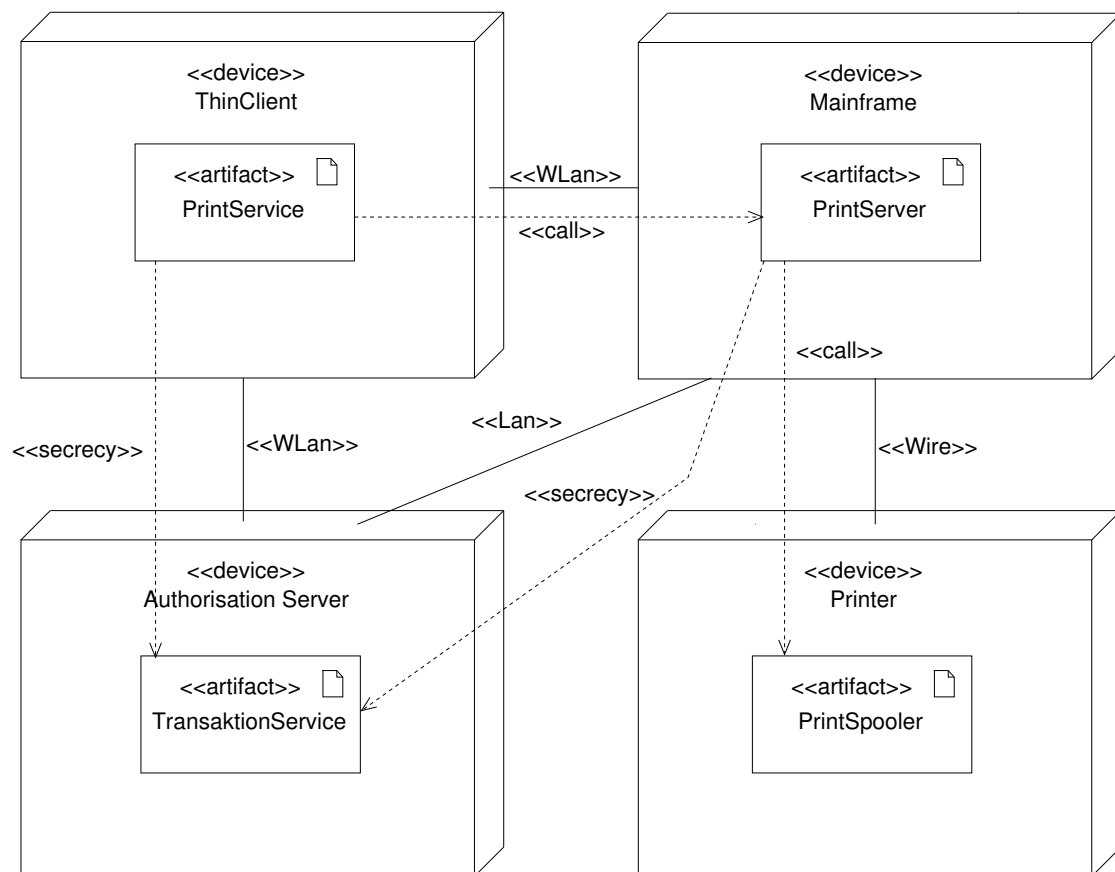 <<device>>
ThinClient
<<artifact>>
PrintService
<<WLan>>
<<call>>
<<device>>
Mainframe
<<artifact>>
PrintServer
<<call>>
<<secrecy>>
<<WLan>>
<<Lan>>
<<secrecy>>
<<Wire>>
<<device>>
Authorisation Server
<<artifact>>
TransaktionService
<<device>>
Printer
<<artifact>>
PrintSpooler